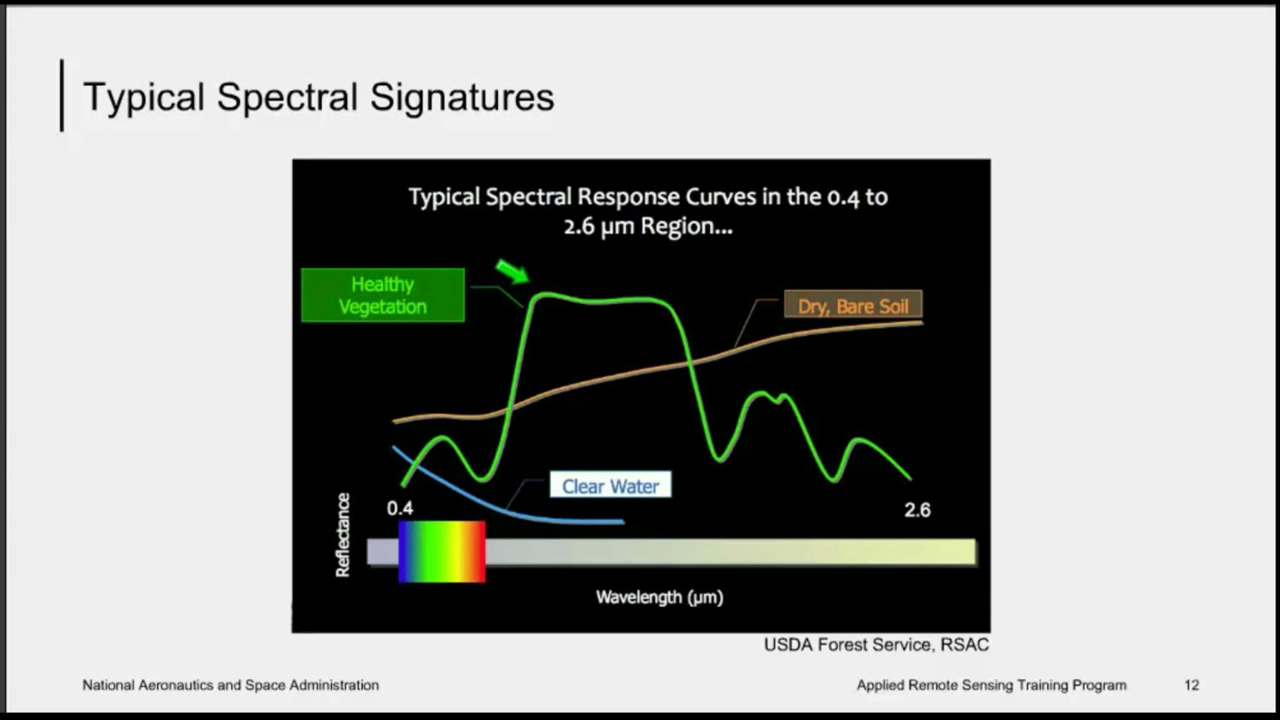 Typical Spectral Signatures
Typical Spectral Response Curves in the 0.4 to
2.6 µm Region...
Healthy
Vegetation
Dry, Bare Soil
Clear Water
0.4
2.6
Reflectance
Wavelength (µm)
USDA Forest Service, RSAC
National Aeronautics and Space Administration
Applied Remote Sensing Training Program
12